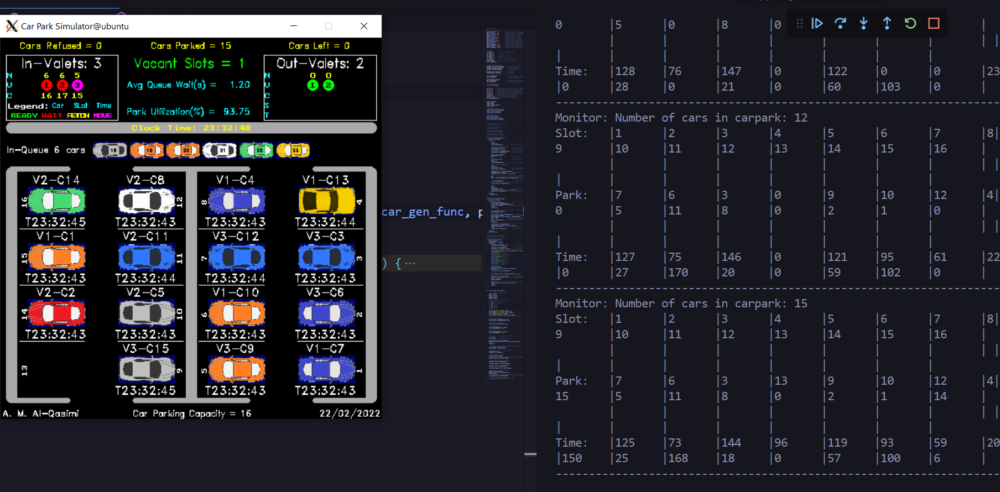 Car Park Simulator@ubuntu
Cars Refused = 0 Cars Parked = 15 Cars Left = 0
In-Valets: 3 Vacant Slots = 1 Out-Valets: 2
N 6 6 5 N 0 0
V 1 2 3 Avg Queue Wait(s) = 1.20 V 1 2
C 16 17 15 C
Legend: Car SLot Time S
READY WAIT FETCH MOVE Park Utilization(%) = 93.75 T
Clock Time: 23:32:48
In-Queue 6 cars 30 31 33
V2-C14 V2-C8 V1-C4 V1-C13
16 12 8 4
T23:32:45 T23:32:43 T23:32:43 T23:32:44
V1-C1 V2-C11 V3-C12 V3-C3
15 11 7 3
T23:32:43 T23:32:44 T23:32:44 T23:32:43
V2-C2 V2-C5 V1-C10 V3-C6
14 10 6 2
T23:32:43 T23:32:43 T23:32:43 T23:32:43
V3-C15 V3-C9 V1-C7
13 9 5 1
T23:32:45 T23:32:43 T23:32:43
A. M. Al-Qasimi Car Parking Capacity = 16 22/02/2022
car_gen_func, p
) { ···
0 |5 |0 |8 |0 |
| | | | | | | | |
| | | | | | |
Time: |128 |76 |147 |0 |122 |0 |0 |23
|0 |28 |0 |21 |0 |60 |103 |0 |
--------------------------------------------------------------------
Monitor: Number of cars in carpark: 12
Slot: |1 |2 |3 |4 |5 |6 |7 |8|
9 |10 |11 |12 |13 |14 |15 |16 |
| | | | | | | | |
| | | | | | | |
Park: |7 |6 |3 |0 |9 |10 |12 |4|
0 |5 |11 |8 |0 |2 |1 |0 |
| | | | | | | | |
| | | | | | | |
Time: |127 |75 |146 |0 |121 |95 |61 |22
|0 |27 |170 |20 |0 |59 |102 |0 |
--------------------------------------------------------------------
Monitor: Number of cars in carpark: 15
Slot: |1 |2 |3 |4 |5 |6 |7 |8|
9 |10 |11 |12 |13 |14 |15 |16 |
| | | | | | | | |
| | | | | | | |
Park: |7 |6 |3 |13 |9 |10 |12 |4|
15 |5 |11 |8 |0 |2 |1 |14 |
| | | | | | | | |
| | | | | | | |
Time: |125 |73 |144 |96 |119 |93 |59 |20
|150 |25 |168 |18 |0 |57 |100 |6 |
--------------------------------------------------------------------